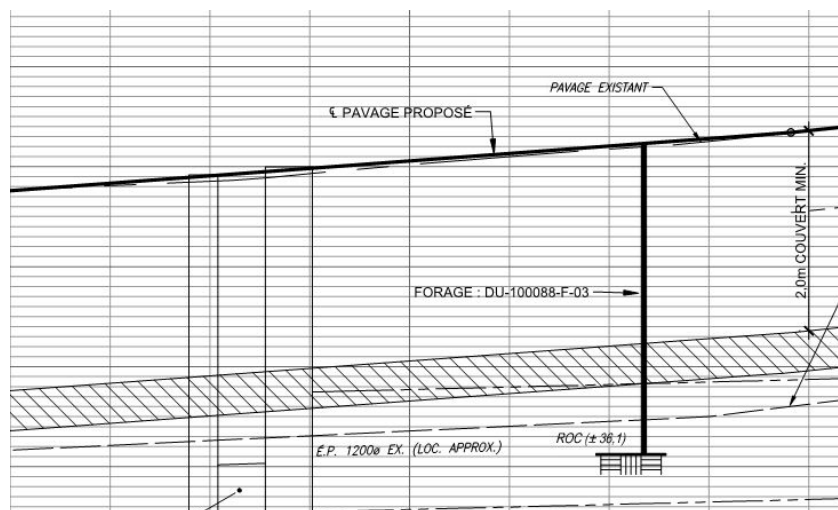 PAVAGE EXISTANT
℄ PAVAGE PROPOSÉ
2,0m COUVERT MIN.
FORAGE : DU-100088-F-03
ROC (± 36,1)
É.P. 1200ø EX. (LOC. APPROX.)